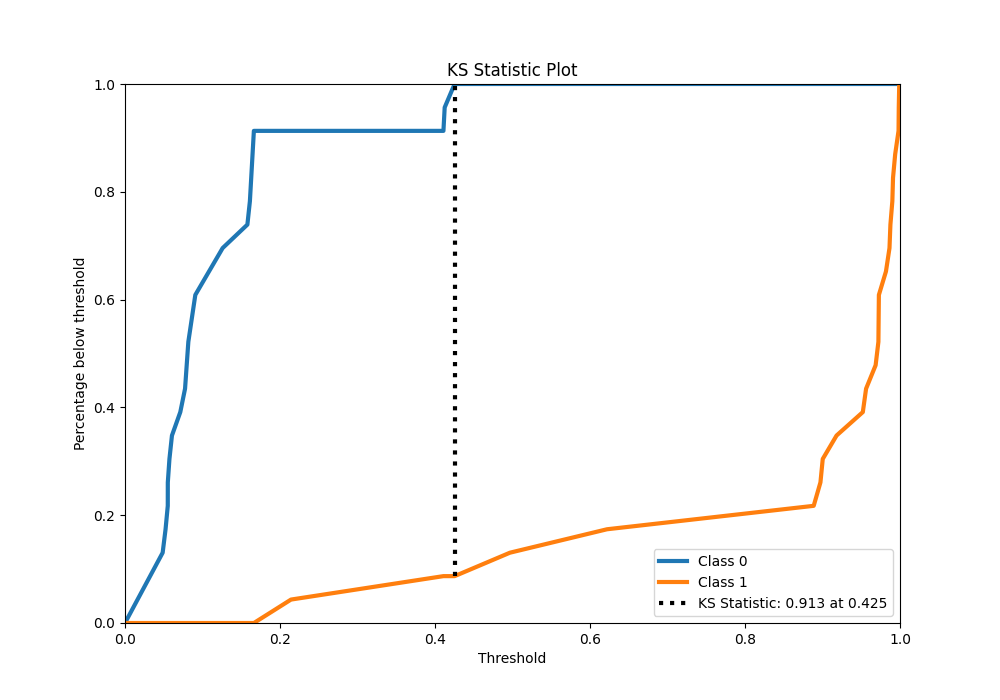 KS Statistic Plot
1.0
0.8
0.6
0.4
0.2
0.0
Percentage below threshold
0.0 0.2 0.4 0.6 0.8 1.0
Threshold
Class 0
Class 1
KS Statistic: 0.913 at 0.425